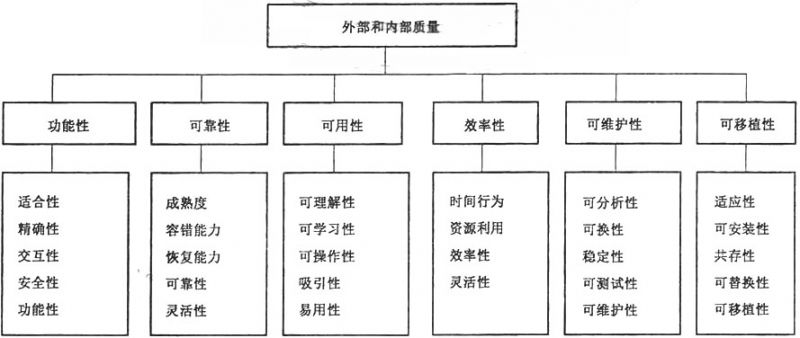 外部和内部质量
功能性
可靠性
可用性
效率性
可维护性
可移植性
适合性
精确性
交互性
安全性
功能性
成熟度
容错能力
恢复能力
可靠性
灵活性
可理解性
可学习性
可操作性
吸引性
易用性
时间行为
资源利用
效率性
灵活性
可分析性
可换性
稳定性
可测试性
可维护性
适应性
可安装性
共存性
可替换性
可移植性